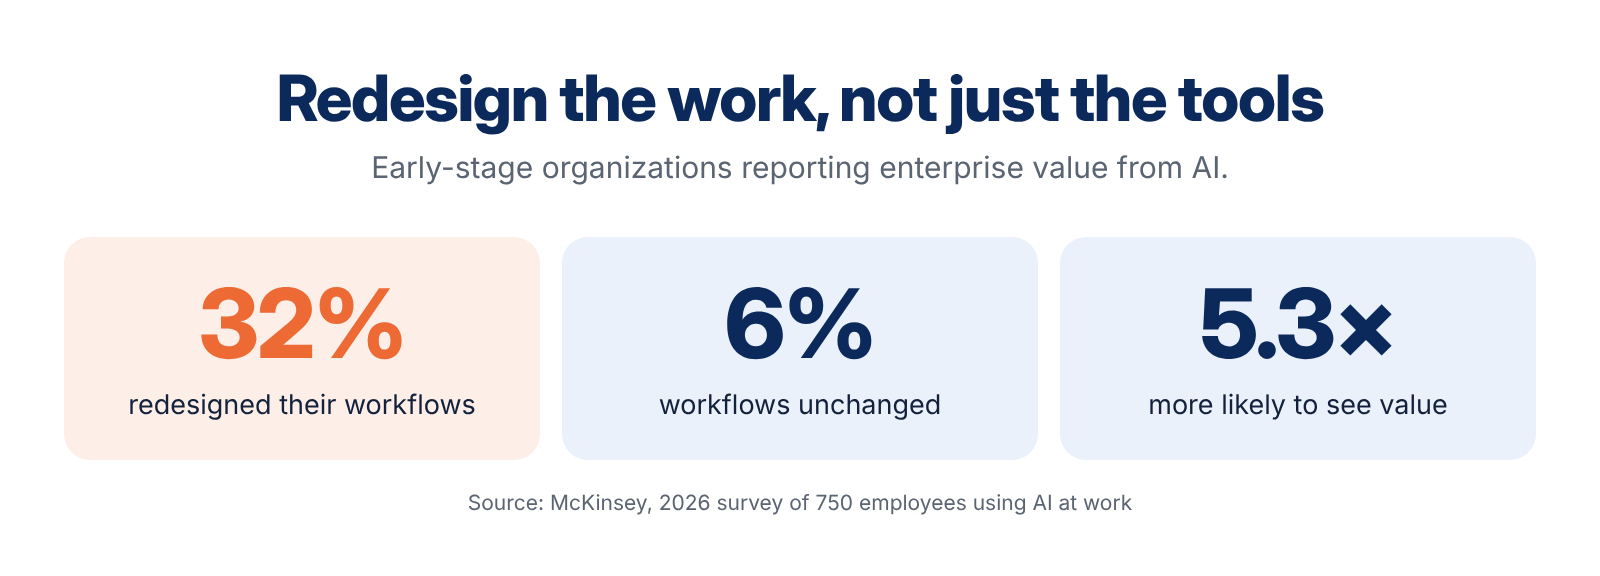 Redesign the work, not just the tools
Early-stage organizations reporting enterprise value from AI.
32%
redesigned their workflows
6%
workflows unchanged
5.3×
more likely to see value
Source: McKinsey, 2026 survey of 750 employees using AI at work